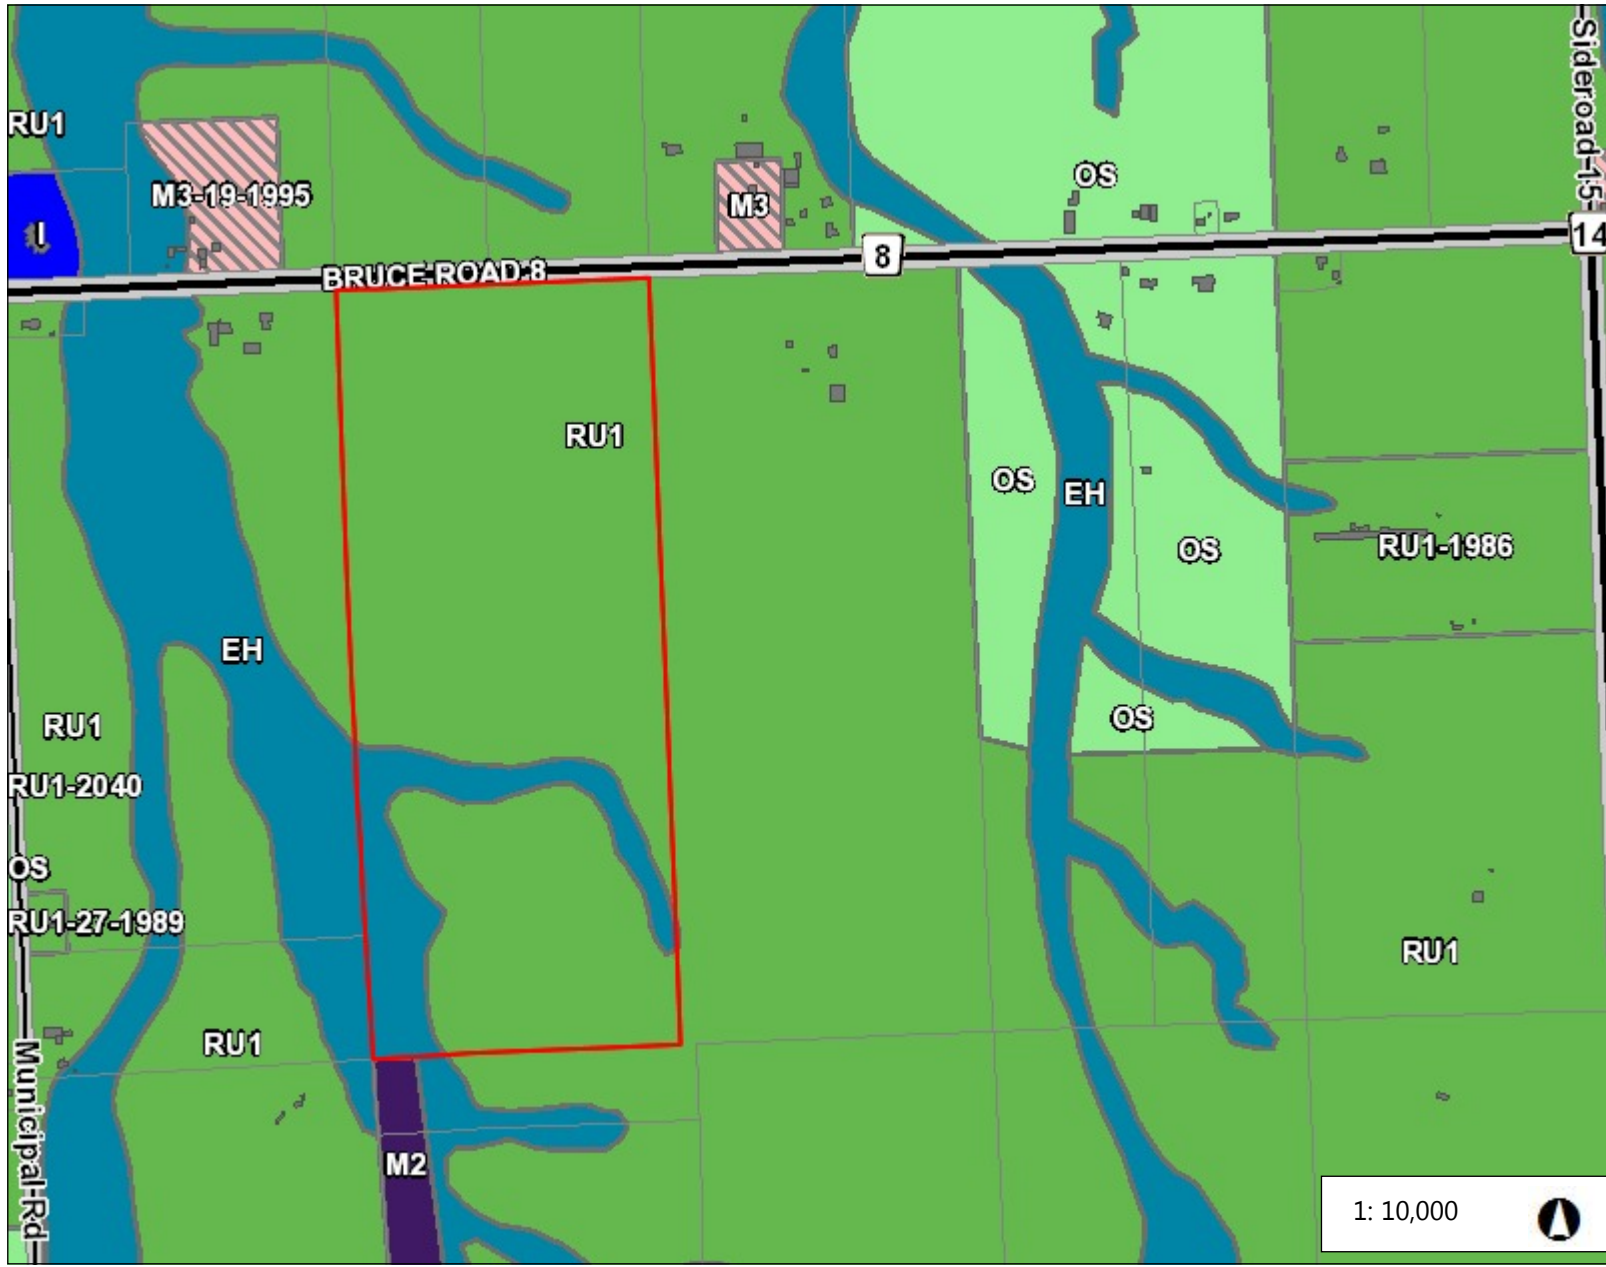 Sideroad-15
RU1
OS
M3-19-1995
M3
I
14
8
BRUCE ROAD 8
RU1
OS
EH
OS
RU1-1986
EH
OS
RU1
RU1-2040
OS
RU1-27-1989
RU1
RU1
Municipal-Rd
M2
1: 10,000